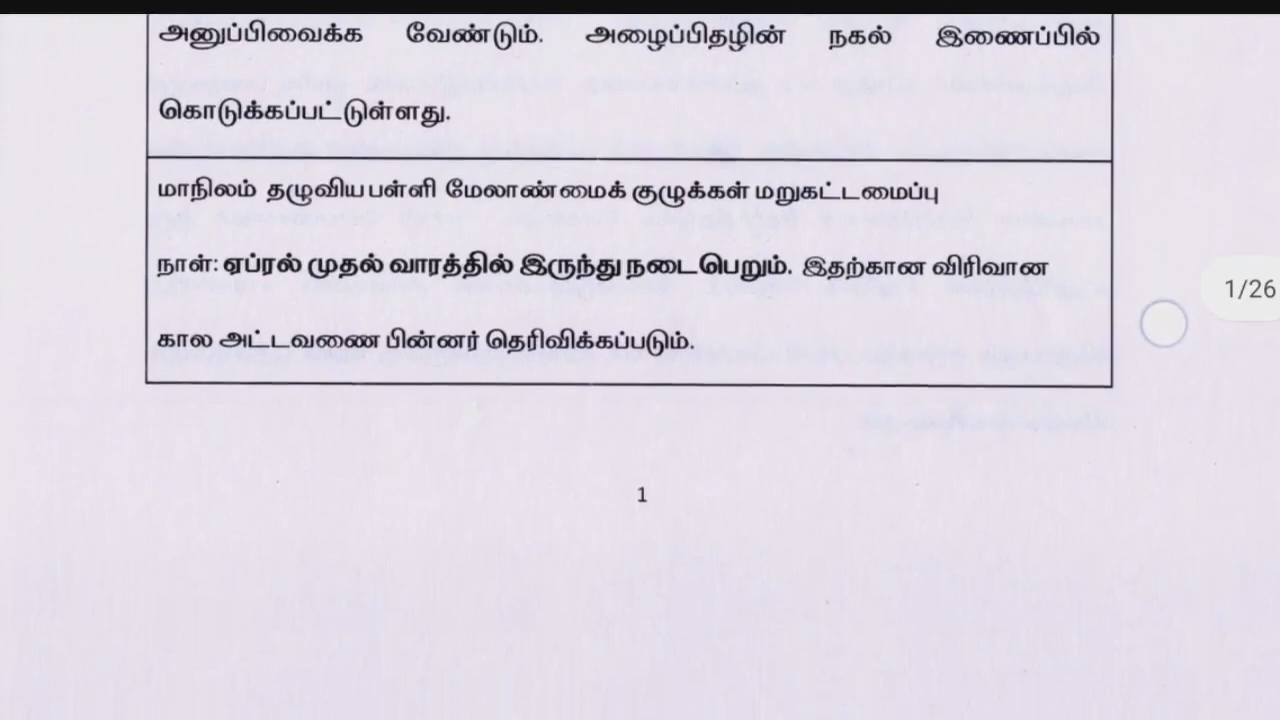 அனுப்பிவைக்க வேண்டும். அழைப்பிதழின் நகல் இணைப்பில்
கொடுக்கப்பட்டுள்ளது.
மாநிலம் தழுவிய பள்ளி மேலாண்மைக் குழுக்கள் மறுகட்டமைப்பு
நாள்: ஏப்ரல் முதல் வாரத்தில் இருந்து நடைபெறும். இதற்கான விரிவான
கால அட்டவணை பின்னர் தெரிவிக்கப்படும்.
1/26
1